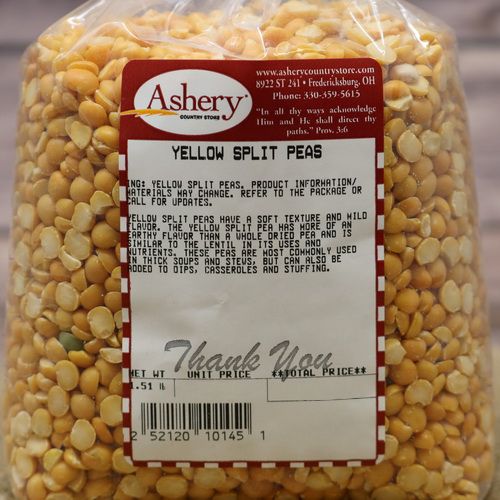 Ashery
COUNTRY STORE
www.asherycountrystore.com
8922 ST 241 • Fredericksburg, OH
Phone: 330-359-5615
"In all thy ways acknowledge
Him and He shall direct thy
paths." Prov. 3:6
YELLOW SPLIT PEAS
ING: YELLOW SPLIT PEAS. PRODUCT INFORMATION/
MATERIALS MAY CHANGE. REFER TO THE PACKAGE OR
CALL FOR UPDATES.
YELLOW SPLIT PEAS HAVE A SOFT TEXTURE AND MILD
FLAVOR. THE YELLOW SPLIT PEA HAS MORE OF AN
EARTHY FLAVOR THAN A WHOLE DRIED PEA AND IS
SIMILAR TO THE LENTIL IN ITS USES AND
NUTRIENTS. THESE PEAS ARE MOST COMMONLY USED
IN THICK SOUPS AND STEWS, BUT CAN ALSO BE
ADDED TO DIPS, CASSEROLES AND STUFFING.
Thank You
NET WT UNIT PRICE **TOTAL PRICE**
1.51 lb
2 52120 10145 1